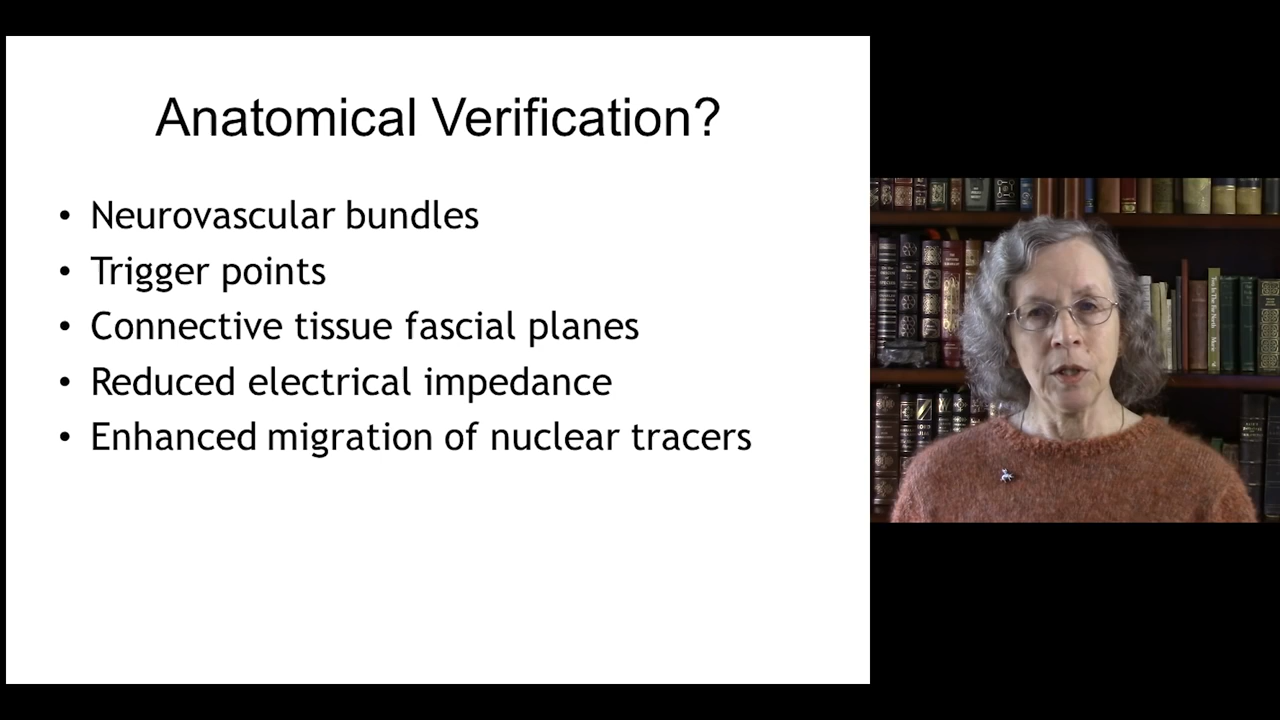 Anatomical Verification?
• Neurovascular bundles
• Trigger points
• Connective tissue fascial planes
• Reduced electrical impedance
• Enhanced migration of nuclear tracers